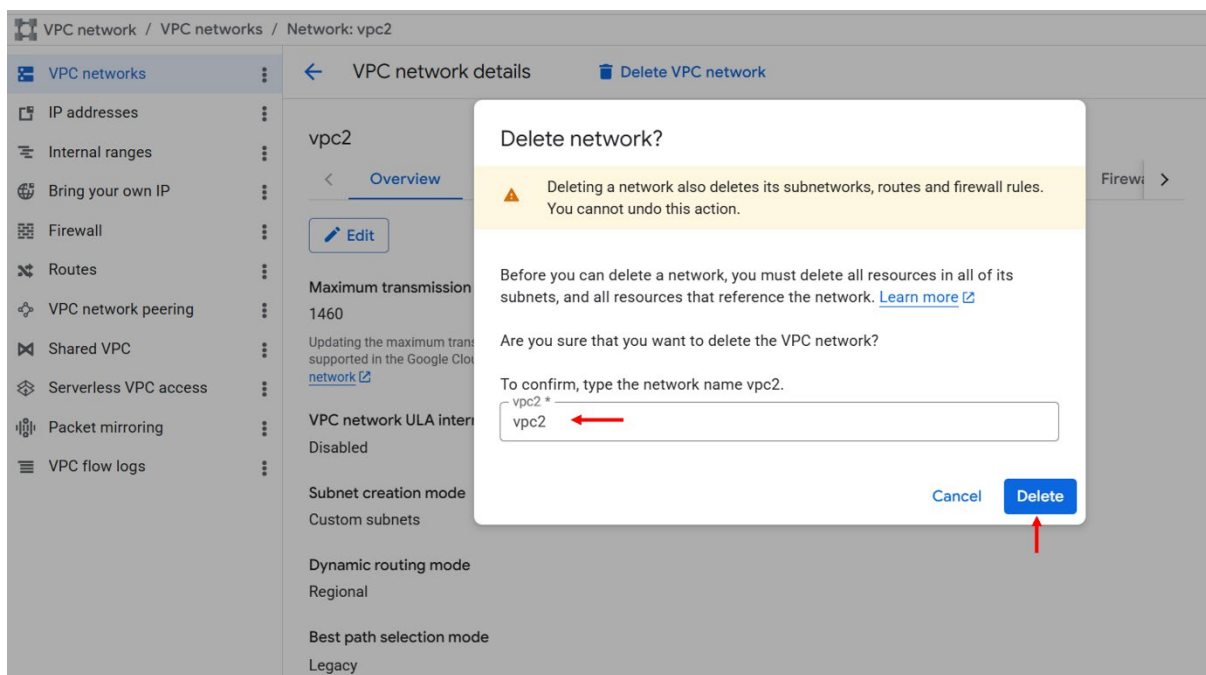 VPC network / VPC networks / Network: vpc2
VPC networks
IP addresses
Internal ranges
Bring your own IP
Firewall
Routes
VPC network peering
Shared VPC
Serverless VPC access
Packet mirroring
VPC flow logs
VPC network details
Delete VPC network
vpc2
Overview
Edit
Maximum transmission
1460
Updating the maximum
supported in the Google
network
VPC network ULA
Disabled
Subnet creation mode
Custom subnets
Dynamic routing mode
Regional
Best path selection mode
Legacy
Delete network?
Deleting a network also deletes its subnetworks, routes and firewall rules.
You cannot undo this action.
Before you can delete a network, you must delete all resources in all of its
subnets, and all resources that reference the network. Learn more
Are you sure that you want to delete the VPC network?
To confirm, type the network name vpc2.
vpc2 *
vpc2
Cancel
Delete